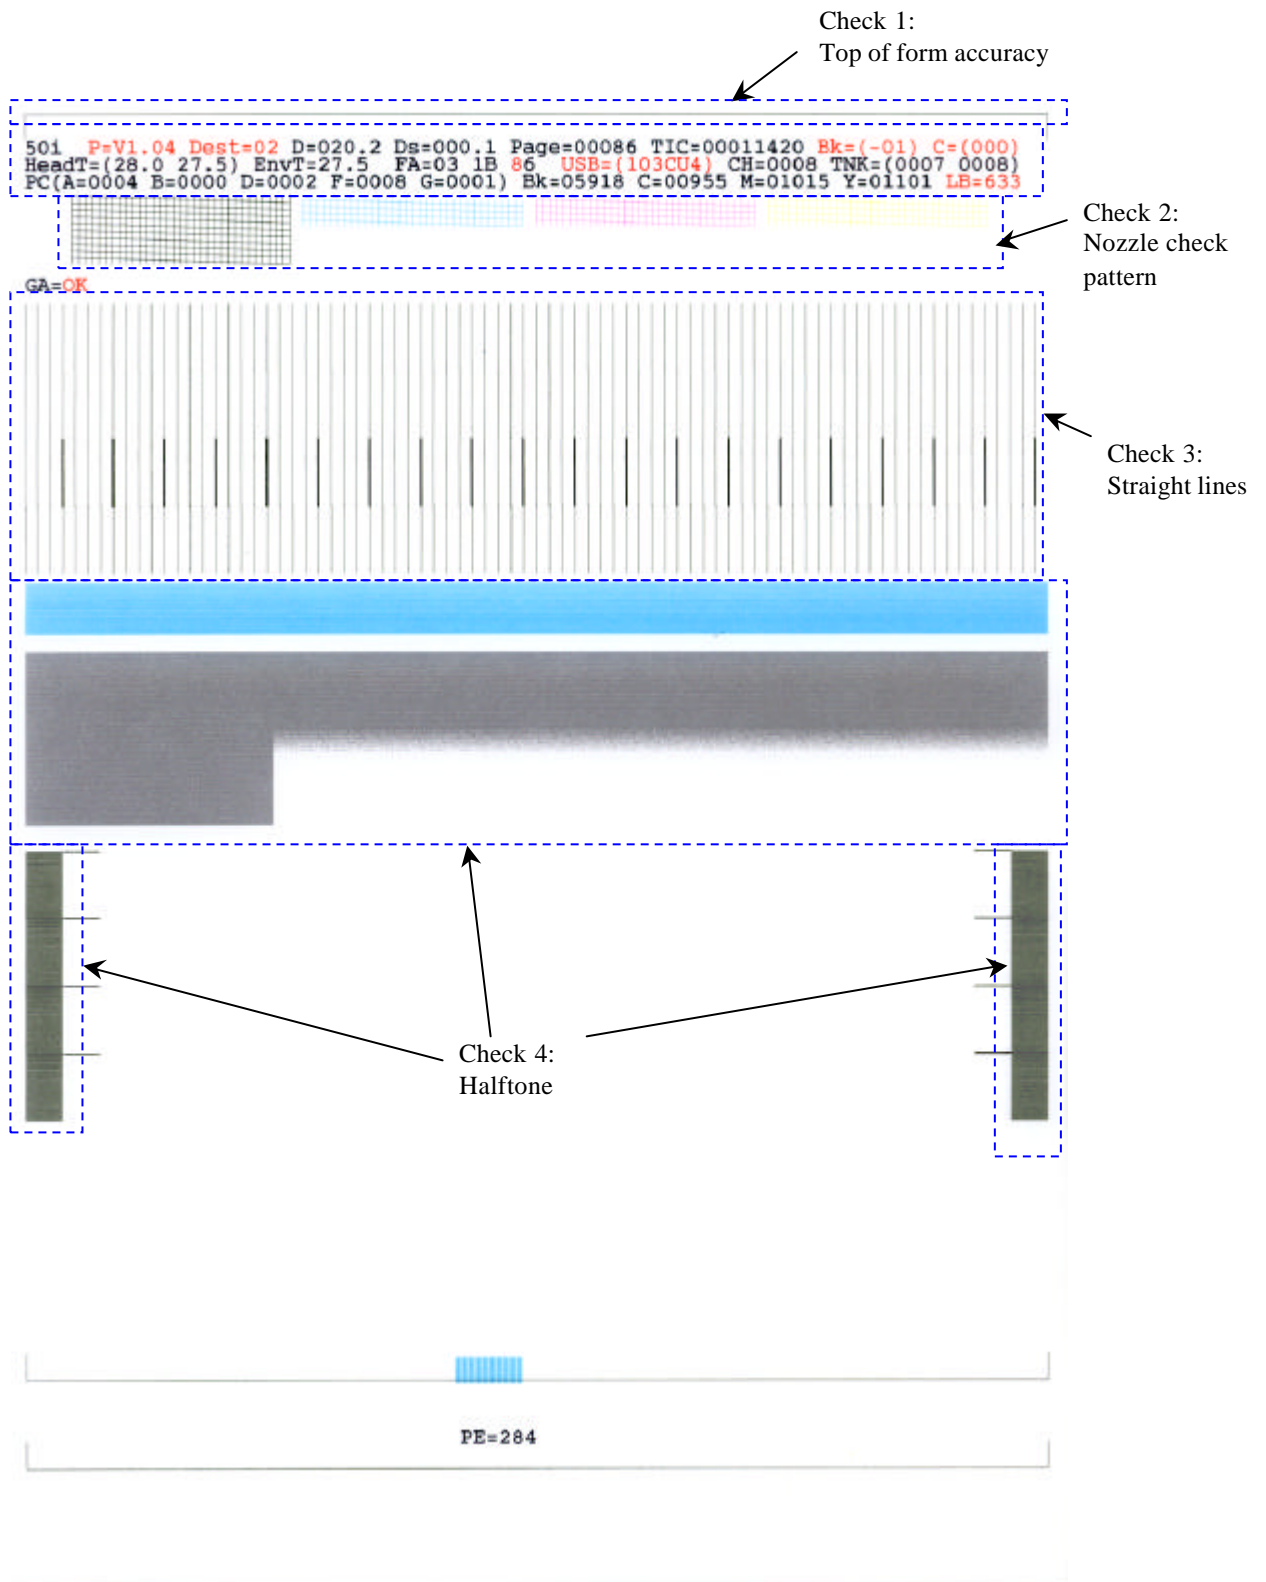 Check 1:
Top of form accuracy
50i P=V1.04 Dest=02 D=020.2 Ds=000.1 Page=00086 TIC=00011420 Bk=(-01) C=(000)
HeadT=(28.0 27.5) EnvT=27.5 FA=03 1B 86 USB=(103CU4) CH=0008 TNK=(0007 0008)
PC(A=0004 B=0000 D=0002 F=0008 G=0001) Bk=05918 C=00955 M=01015 Y=01101 LB=633
Check 2:
Nozzle check
pattern
GA=OK
Check 3:
Straight lines
Check 4:
Halftone
PE=284